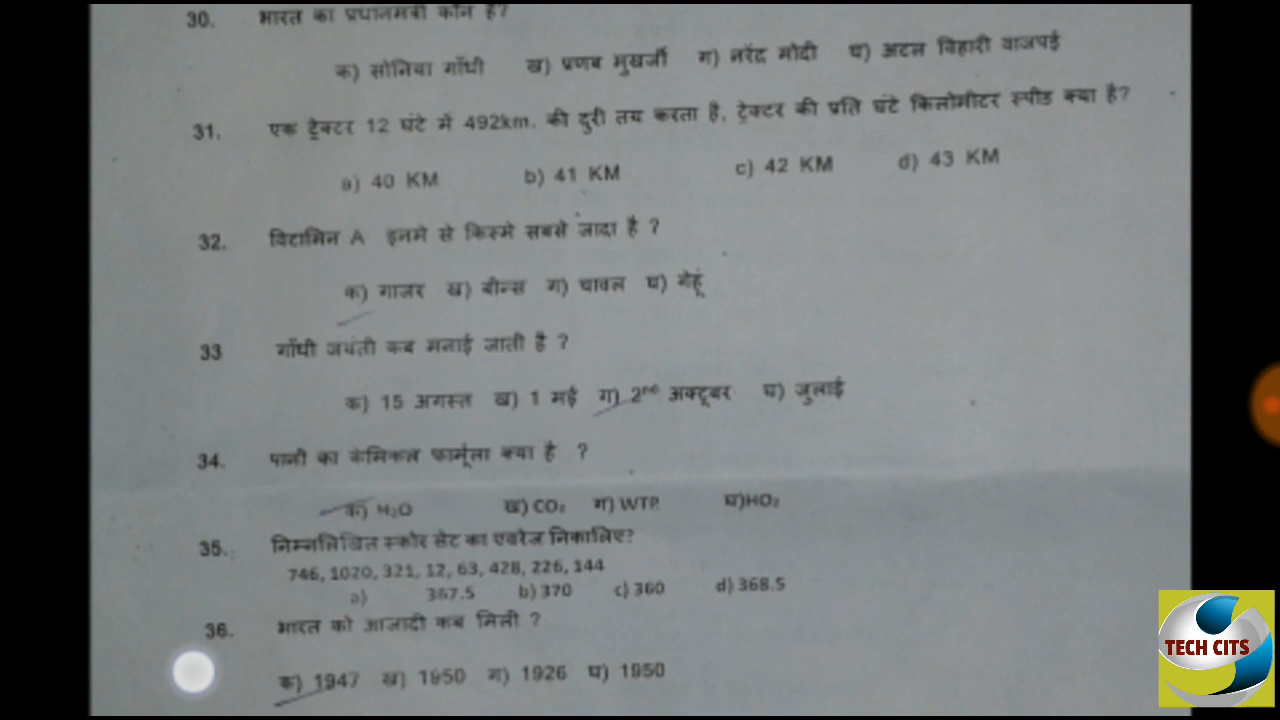 30. भारत का प्रधानमंत्री कौन है?
क) सोनिया गाँधी ख) प्रणब मुखर्जी ग) नरेंद्र मोदी घ) अटल विहारी वाजपई
31. एक ट्रैक्टर 12 घंटे में 492km. की दुरी तय करता है. ट्रेक्टर की प्रति घंटे किलोमीटर स्पीड क्या है?
a) 40 KM b) 41 KM c) 42 KM d) 43 KM
32. विटामिन A इनमे से किस्मे सबसे जादा है ?
क) गाजर ख) बीन्स ग) चावल घ) गेहूं
33 गाँधी जयंती कब मनाई जाती है ?
क) 15 अगस्त ख) 1 मई ग) 2nd अक्टूबर घ) जुलाई
34. पानी का केमिकल फार्मूला क्या है ?
क) H₂O ख) CO₂ ग) WTR घ)HO₂
35. निम्नलिखित स्कोर सेट का एवरेज निकालिए?
746, 1020, 321, 12, 63, 428, 226, 144
a) 367.5 b) 370 c) 360 d) 368.5
36. भारत को आजादी कब मिली ?
क) 1947 ख) 1950 ग) 1926 घ) 1950
TECH CITS